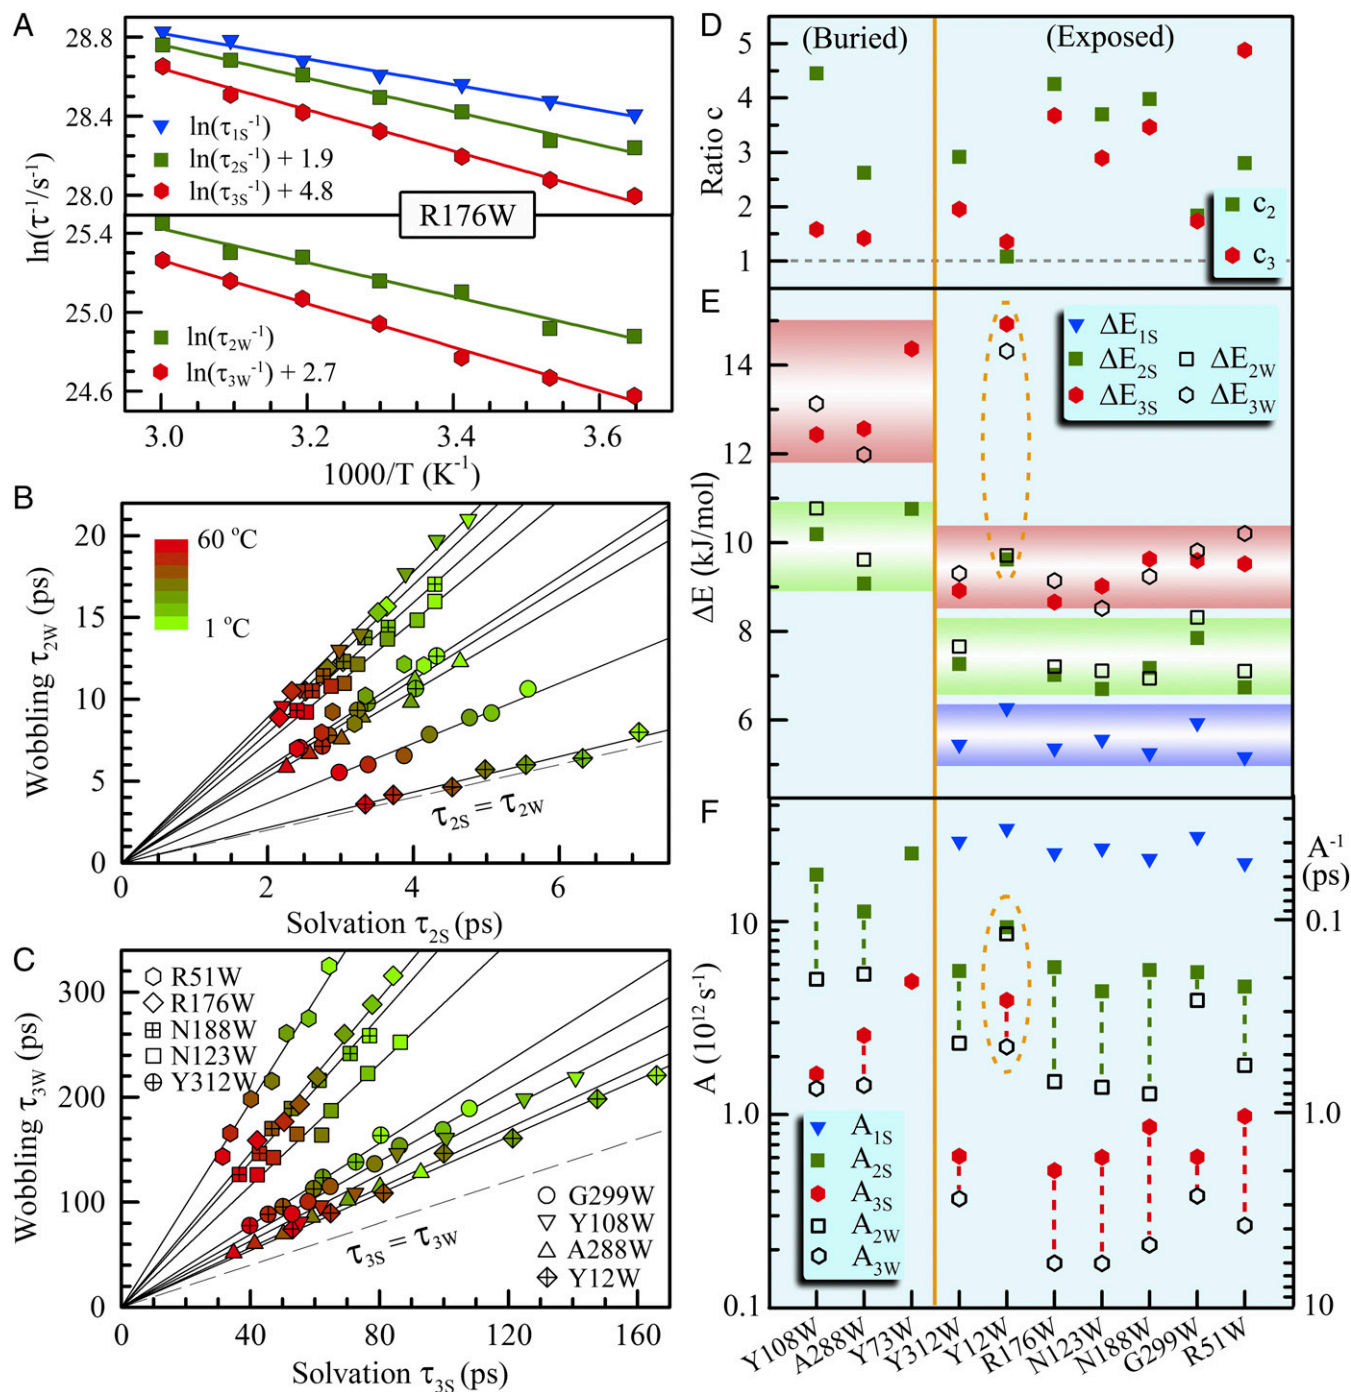 A
28.8
28.4
28.0
25.4
25.0
24.6
ln(τ⁻¹/s⁻¹)
ln(τ₁S⁻¹)
ln(τ₂S⁻¹) + 1.9
ln(τ₃S⁻¹) + 4.8
R176W
ln(τ₂W⁻¹)
ln(τ₃W⁻¹) + 2.7
3.0 3.2 3.4 3.6
1000/T (K⁻¹)
B
20
15
10
5
0
Wobbling τ₂W (ps)
60 °C
1 °C
τ₂S = τ₂W
0 2 4 6
Solvation τ₂S (ps)
C
300
200
100
0
Wobbling τ₃W (ps)
R51W
R176W
N188W
N123W
Y312W
G299W
Y108W
A288W
Y12W
τ₃S = τ₃W
0 40 80 120 160
Solvation τ₃S (ps)
D
(Buried) (Exposed)
5
4
3
2
1
Ratio c
c₂
c₃
E
14
12
10
8
6
ΔE (kJ/mol)
ΔE₁S
ΔE₂S ΔE₂W
ΔE₃S ΔE₃W
F
10
1.0
0.1
A (10¹² s⁻¹)
A⁻¹
(ps)
0.1
1.0
10
A₁S
A₂S
A₃S
A₂W
A₃W
Y108W A288W Y73W Y312W Y12W R176W N123W N188W G299W R51W